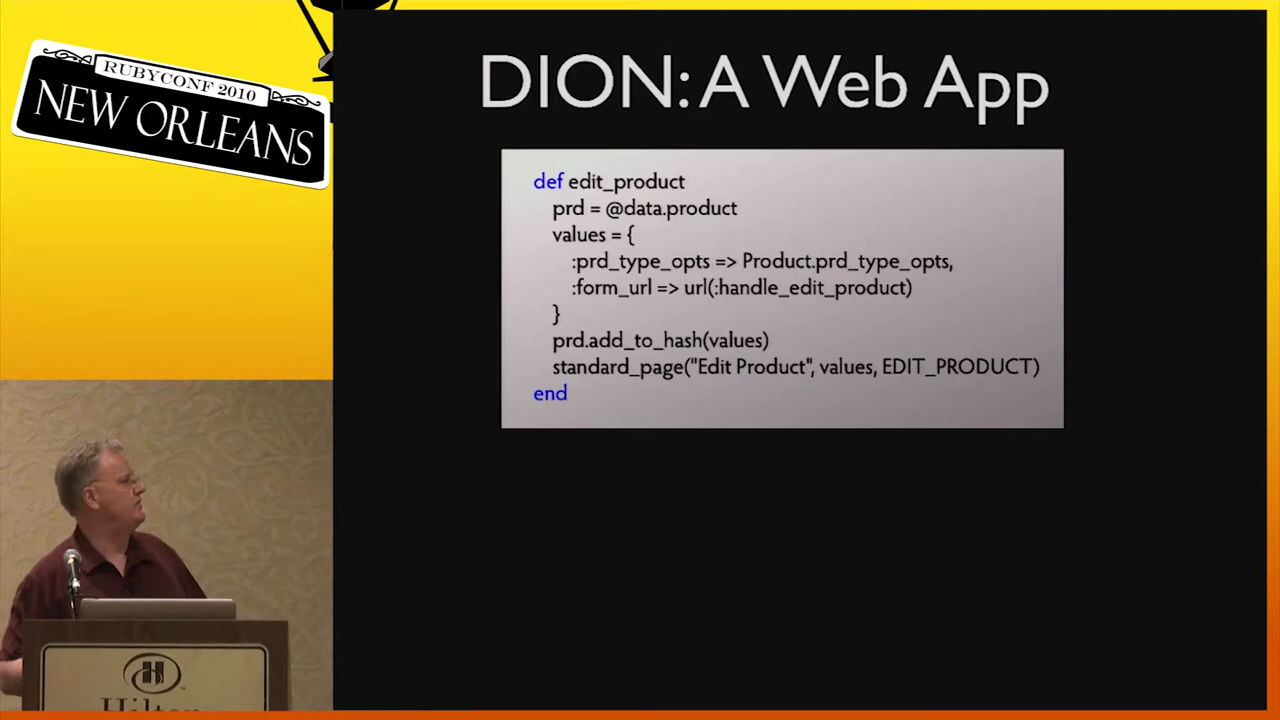 RUBYCONF 2010
NEW ORLEANS
DION: A Web App
def edit_product
prd = @data.product
values = {
:prd_type_opts => Product.prd_type_opts,
:form_url => url(:handle_edit_product)
}
prd.add_to_hash(values)
standard_page("Edit Product", values, EDIT_PRODUCT)
end
H
Hilton